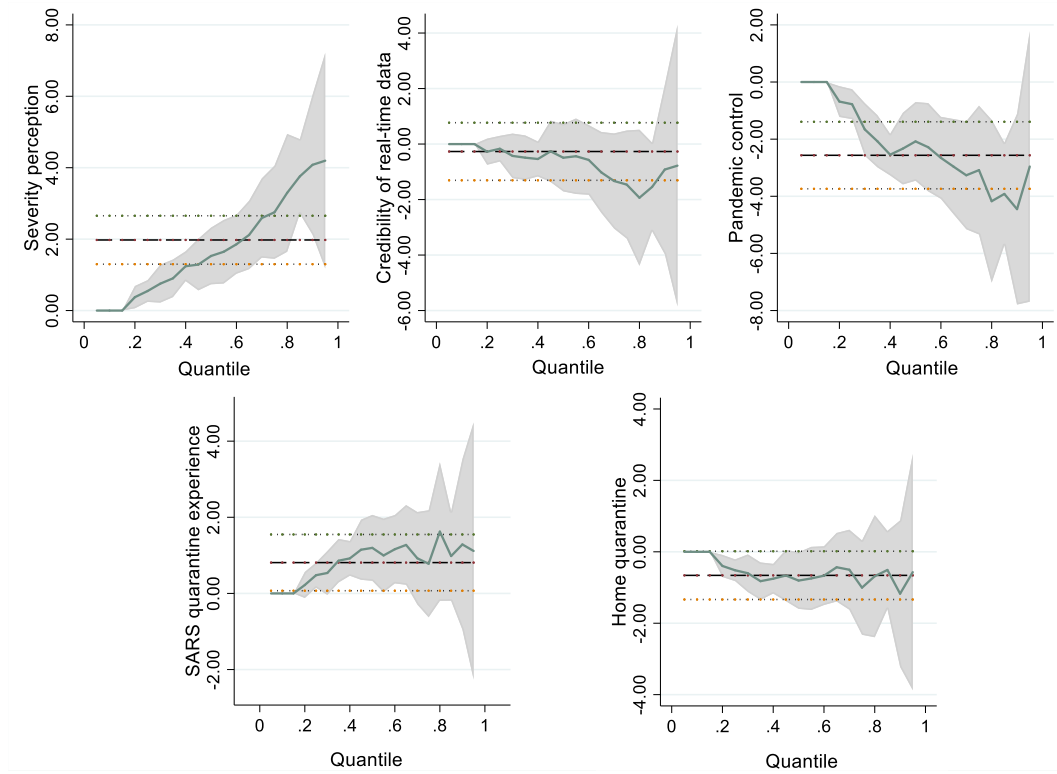 Severity perception
8.00
6.00
4.00
2.00
0.00
0 .2 .4 .6 .8 1
Quantile
Credibility of real-time data
4.00
2.00
0.00
-2.00
-4.00
-6.00
0 .2 .4 .6 .8 1
Quantile
Pandemic control
2.00
0.00
-2.00
-4.00
-6.00
-8.00
0 .2 .4 .6 .8 1
Quantile
SARS quarantine experience
4.00
2.00
0.00
-2.00
0 .2 .4 .6 .8 1
Quantile
Home quarantine
4.00
2.00
0.00
-2.00
-4.00
0 .2 .4 .6 .8 1
Quantile